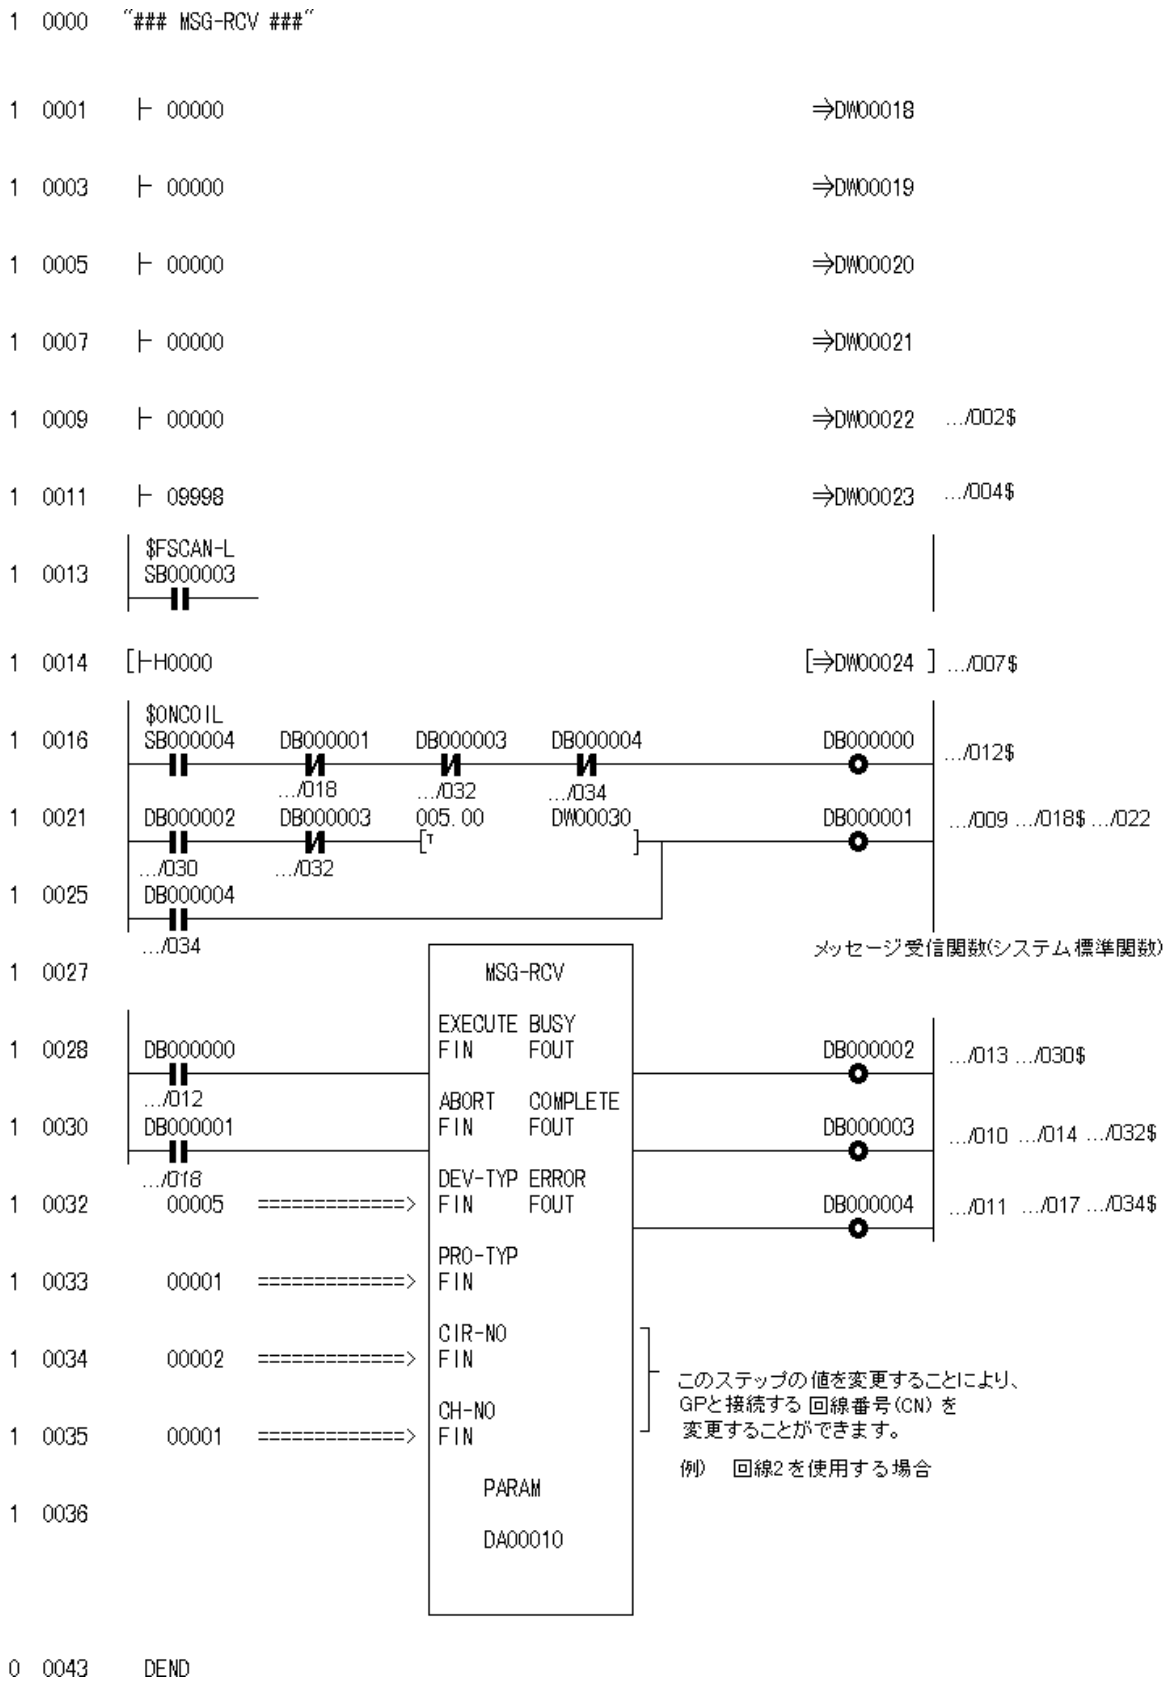 1 0000 "### MSG-RCV ###"
1 0001 ├ 00000 ⇒DW00018
1 0003 ├ 00000 ⇒DW00019
1 0005 ├ 00000 ⇒DW00020
1 0007 ├ 00000 ⇒DW00021
1 0009 ├ 00000 ⇒DW00022 .../002$
1 0011 ├ 09998 ⇒DW00023 .../004$
$FSCAN-L
1 0013 SB000003
1 0014 [├H0000 [⇒DW00024 ] .../007$
$ONCOIL
1 0016 SB000004 DB000001 DB000003 DB000004 DB000000 .../012$
.../018 .../032 .../034
1 0021 DB000002 DB000003 005.00 DW00030 DB000001 .../009 .../018$ .../022
[T ]
.../030 .../032
1 0025 DB000004
.../034
メッセージ受信関数(システム標準関数)
1 0027 MSG-RCV
EXECUTE BUSY
1 0028 DB000000 FIN FOUT DB000002 .../013 .../030$
.../012
ABORT COMPLETE
1 0030 DB000001 FIN FOUT DB000003 .../010 .../014 .../032$
.../018
DEV-TYP ERROR
1 0032 00005 =============> FIN FOUT DB000004 .../011 .../017 .../034$
PRO-TYP
1 0033 00001 =============> FIN
CIR-NO
1 0034 00002 =============> FIN
このステップの値を変更することにより、
GPと接続する 回線番号(CN) を
変更することができます。
CH-NO
1 0035 00001 =============> FIN
例) 回線2を使用する場合
PARAM
1 0036
DA00010
0 0043 DEND